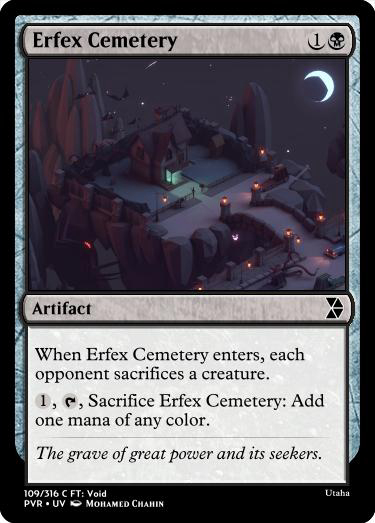 Erfex Cemetery 1
Artifact
When Erfex Cemetery enters, each
opponent sacrifices a creature.
1, , Sacrifice Erfex Cemetery: Add
one mana of any color.
The grave of great power and its seekers.
109/316 C FT: Void
PVR • UV Mohamed Chahin
Utaha